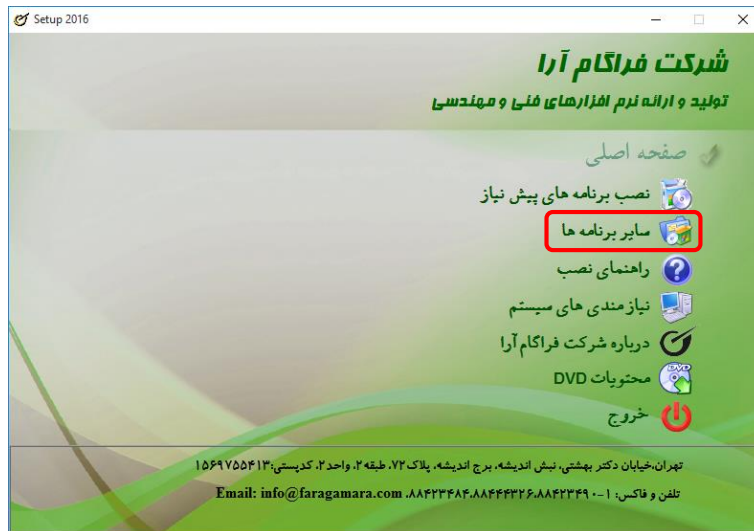 Setup 2016
شرکت فراگام آرا
تولید و ارائه نرم افزارهای فنی و مهندسی
صفحه اصلی
نصب برنامه های پیش نیاز
سایر برنامه ها
راهنمای نصب
نیازمندی های سیستم
درباره شرکت فراگام آرا
محتویات DVD
خروج
تهران،خیابان دکتر بهشتی، نبش اندیشه، برج اندیشه، پلاک ۷۲، طبقه ۲، واحد ۲، کدپستی:۱۵۶۹۷۵۵۴۱۳
تلفن و فاکس: ۱-۸۸۴۲۳۴۹۰،۸۸۴۴۴۳۲۶،۸۸۴۲۳۴۸۴، Email: info@faragamara.com